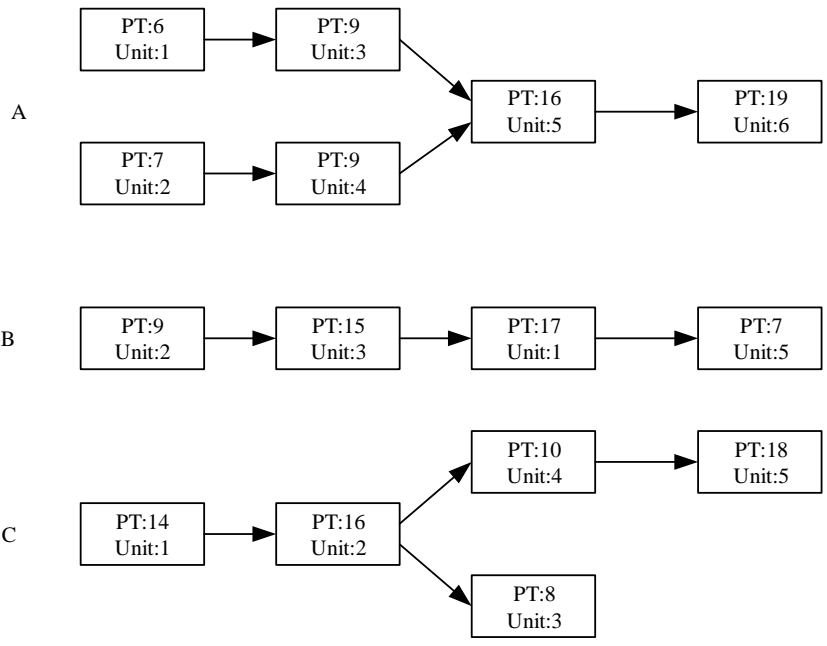 PT:6
Unit:1
PT:9
Unit:3
A
PT:16
Unit:5
PT:19
Unit:6
PT:7
Unit:2
PT:9
Unit:4
B
PT:9
Unit:2
PT:15
Unit:3
PT:17
Unit:1
PT:7
Unit:5
C
PT:14
Unit:1
PT:16
Unit:2
PT:10
Unit:4
PT:18
Unit:5
PT:8
Unit:3